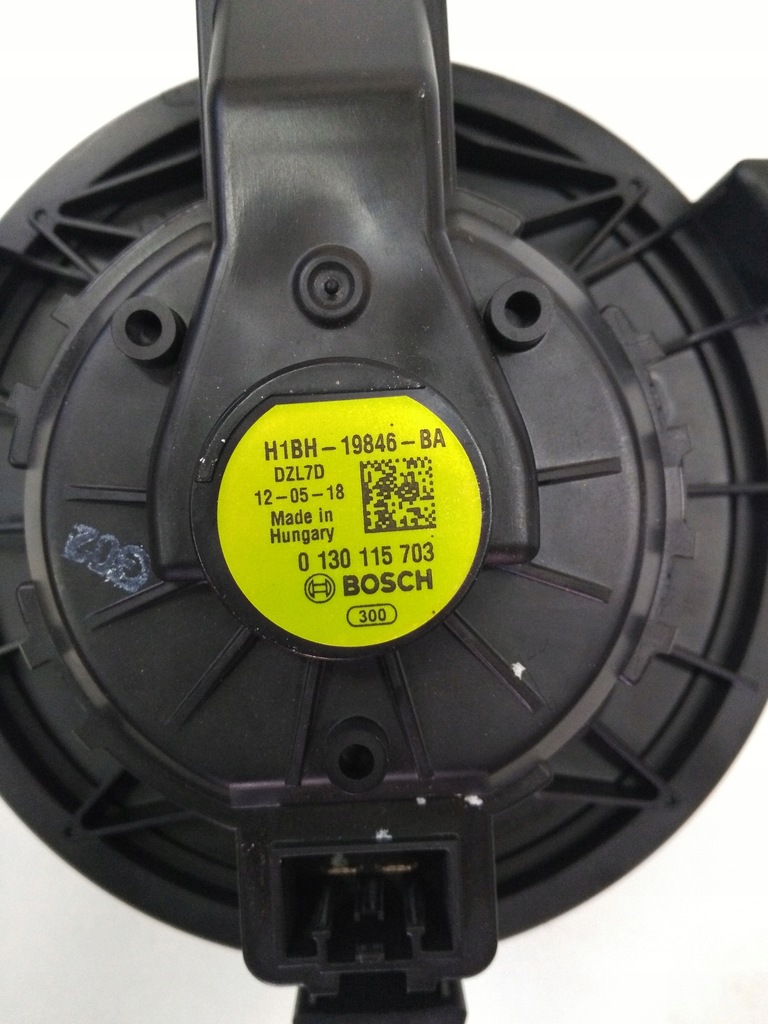 H1BH-19846-BA
DZL7D
12-05-18
Made in
Hungary
0 130 115 703
BOSCH
300